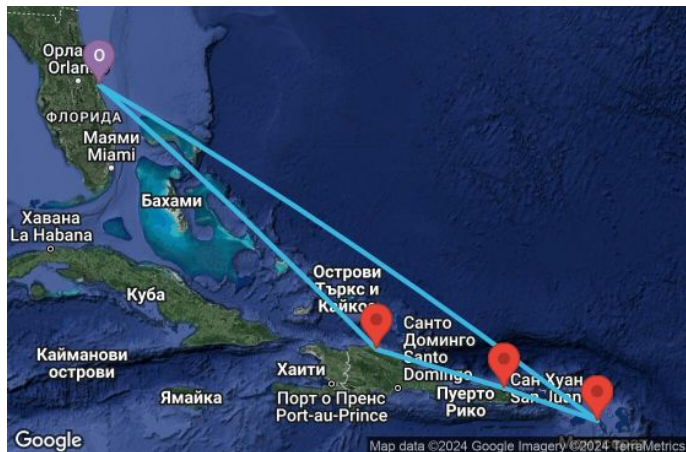 Орла
Orlan
O
ФЛОРИДА
Маями
Miami
Бахами
Хавана
La Habana
Куба
Острови
Търкс и
Кайкос
Санто
Доминго
Santo
Domingo
Кайманови
острови
Хаити
Ямайка
Порт о Пренс
Port-au-Prince
Пуерто
Рико
Сан Хуан
San Juan
Google
Map data ©2024 Google Imagery ©2024 TerraMetrics